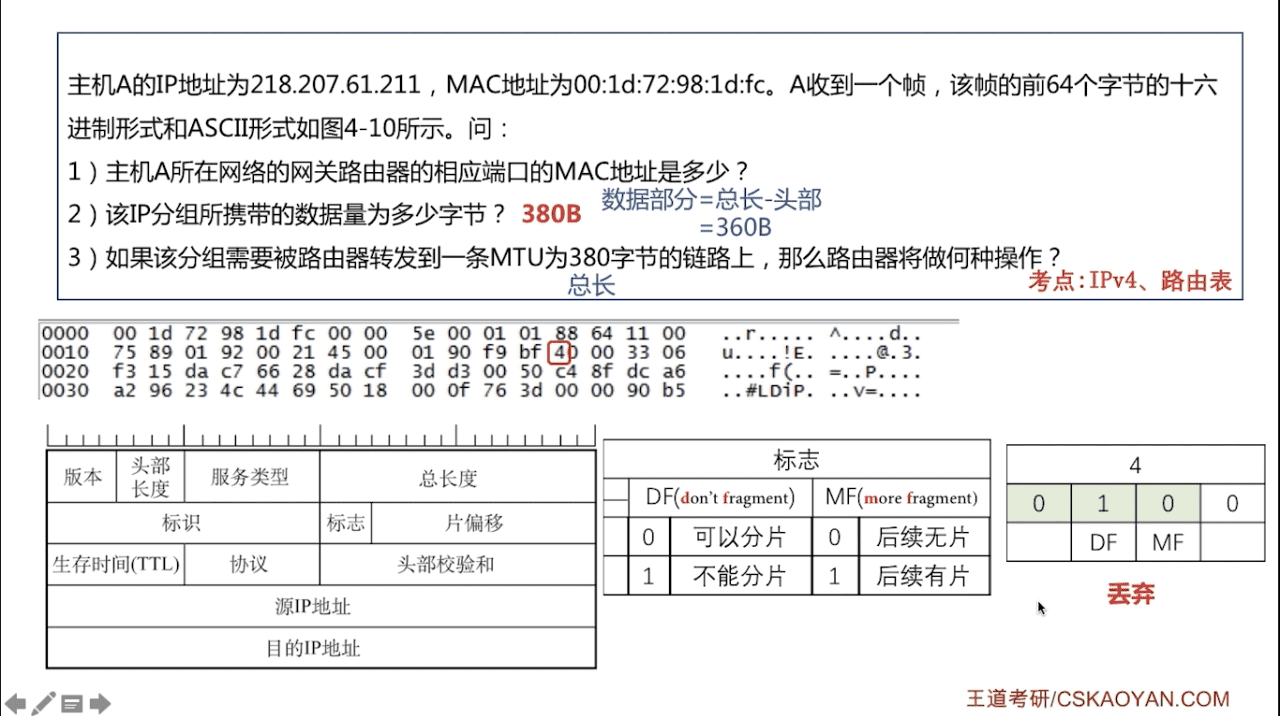 主机A的IP地址为218.207.61.211，MAC地址为00:1d:72:98:1d:fc。A收到一个帧，该帧的前64个字节的十六
进制形式和ASCII形式如图4-10所示。问：
1）主机A所在网络的网关路由器的相应端口的MAC地址是多少？
2）该IP分组所携带的数据量为多少字节？ 380B 数据部分=总长-头部
=360B
3）如果该分组需要被路由器转发到一条MTU为380字节的链路上，那么路由器将做何种操作？
总长
考点:IPv4、路由表
0000 00 1d 72 98 1d fc 00 00 5e 00 01 01 88 64 11 00 ..r..... ^....d..
0010 75 89 01 92 00 21 45 00 01 90 f9 bf 40 00 33 06 u....!E. ....@.3.
0020 f3 15 da c7 66 28 da cf 3d d3 00 50 c4 8f dc a6 ....f(.. =..P....
0030 a2 96 23 4c 44 69 50 18 00 0f 76 3d 00 00 90 b5 ..#LDiP. ..v=....
版本 头部长度 服务类型 总长度
标识 标志 片偏移
生存时间(TTL) 协议 头部校验和
源IP地址
目的IP地址
标志
DF(don't fragment) MF(more fragment)
0 可以分片 0 后续无片
1 不能分片 1 后续有片
4
0 1 0 0
DF MF
丢弃
王道考研/CSKAOYAN.COM